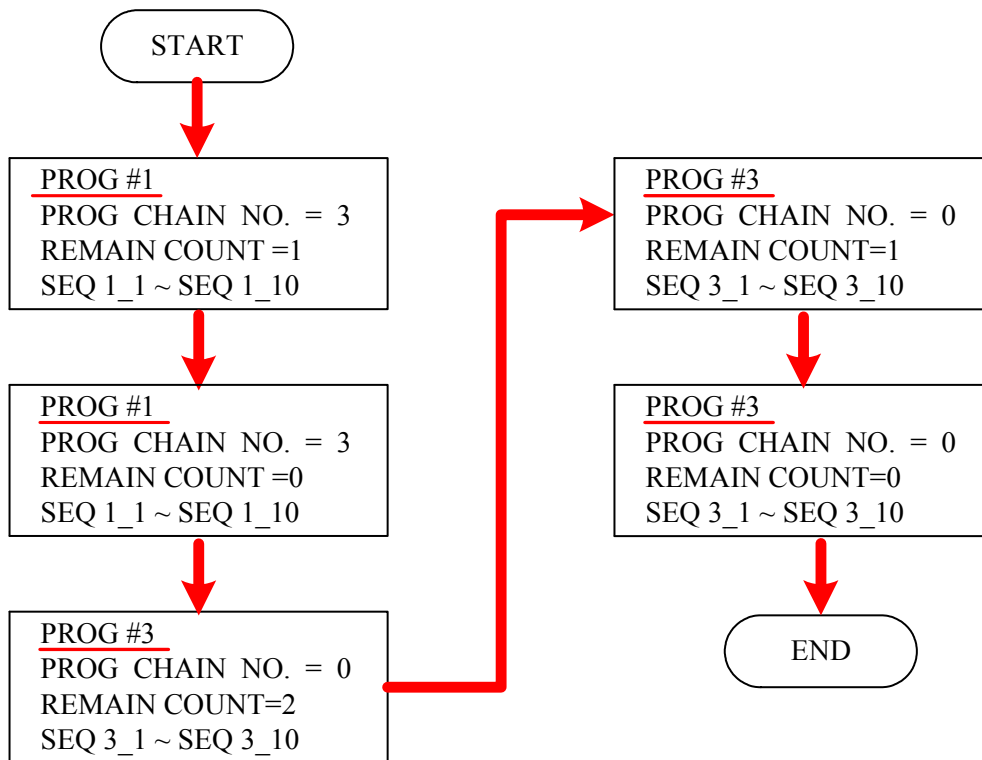 START
PROG #1
PROG CHAIN NO. = 3
REMAIN COUNT =1
SEQ 1_1 ~ SEQ 1_10
PROG #1
PROG CHAIN NO. = 3
REMAIN COUNT =0
SEQ 1_1 ~ SEQ 1_10
PROG #3
PROG CHAIN NO. = 0
REMAIN COUNT=2
SEQ 3_1 ~ SEQ 3_10
PROG #3
PROG CHAIN NO. = 0
REMAIN COUNT=1
SEQ 3_1 ~ SEQ 3_10
PROG #3
PROG CHAIN NO. = 0
REMAIN COUNT=0
SEQ 3_1 ~ SEQ 3_10
END